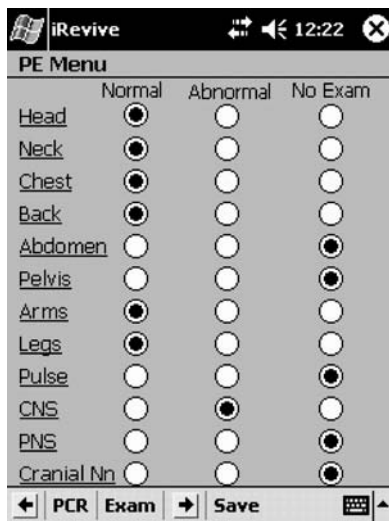 iRevive 12:22
PE Menu
Normal Abnormal No Exam
Head
Neck
Chest
Back
Abdomen
Pelvis
Arms
Legs
Pulse
CNS
PNS
Cranial Nn
PCR Exam Save